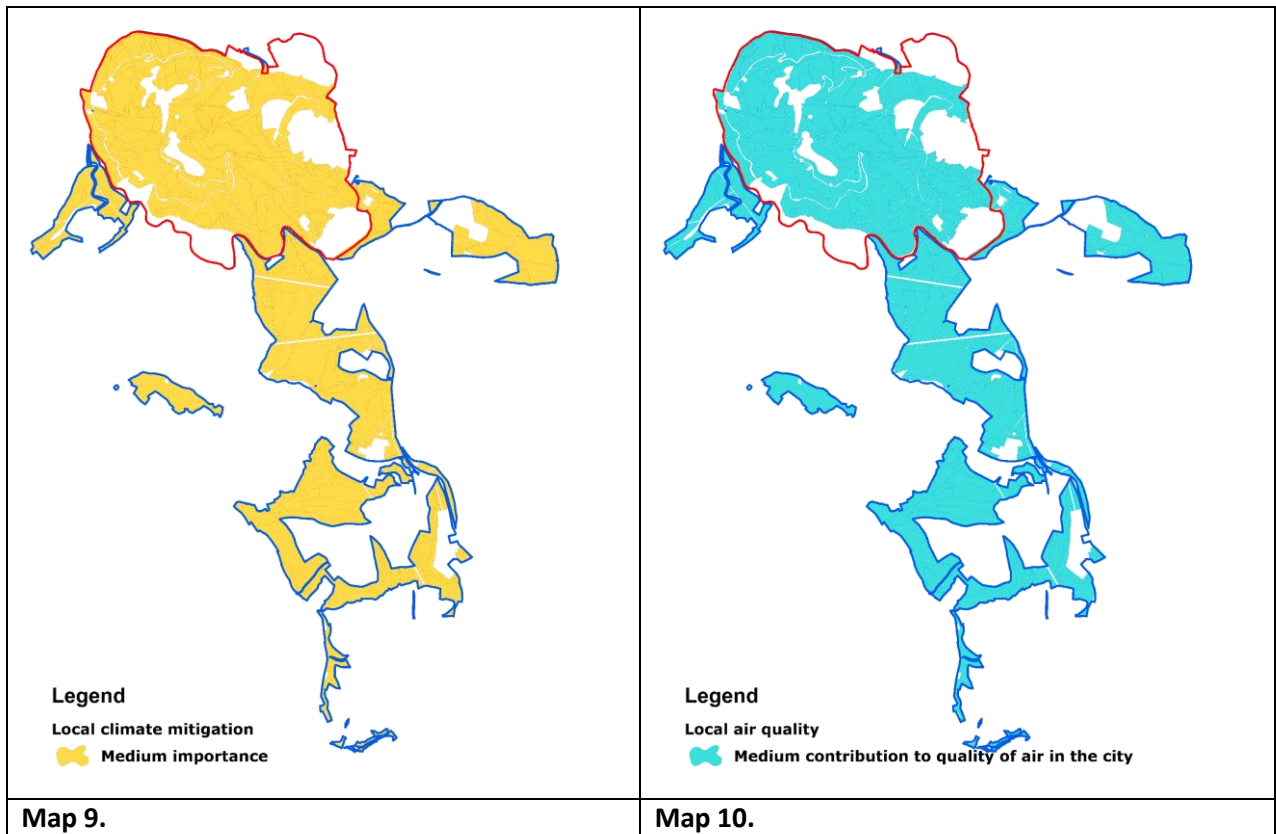 Legend
Local climate mitigation
Medium importance
Map 9.
Legend
Local air quality
Medium contribution to quality of air in the city
Map 10.